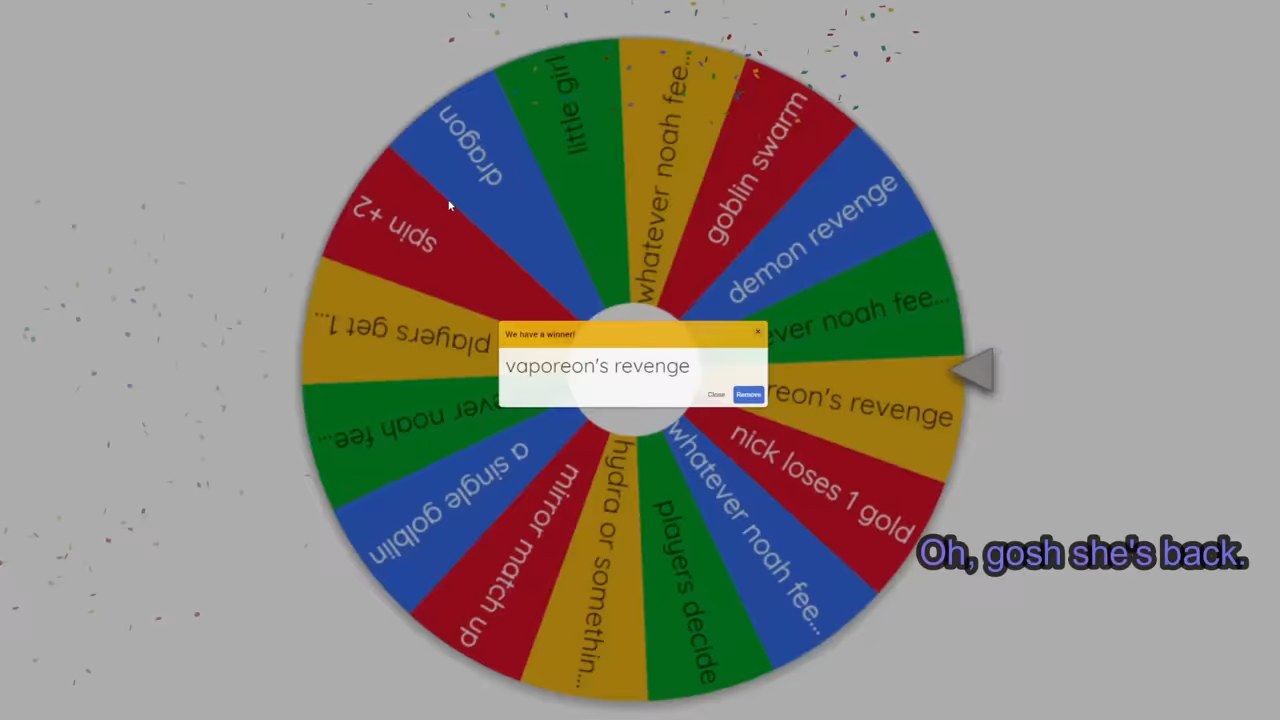 little girl
whatever noah fee...
goblin swarm
demon revenge
ever noah fee...
reon's revenge
nick loses 1 gold
whatever noah fee...
players decide
hydra or somethin...
mirror match up
a single golblin
ever noah fee...
players get 1...
spin +2
dragon
We have a winner!
×
vaporeon's revenge
Close
Remove
Oh, gosh she's back.